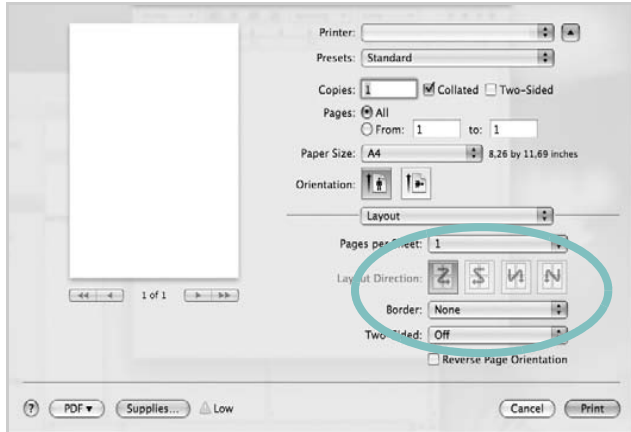 Printer:
Presets: Standard
Copies: 1 Collated Two-Sided
Pages: All
From: 1 to: 1
Paper Size: A4 8,26 by 11,69 inches
Orientation:
Layout
Pages per Sheet: 1
Layout Direction:
Border: None
Two-Sided: Off
Reverse Page Orientation
1 of 1
? PDF Supplies... Low Cancel Print